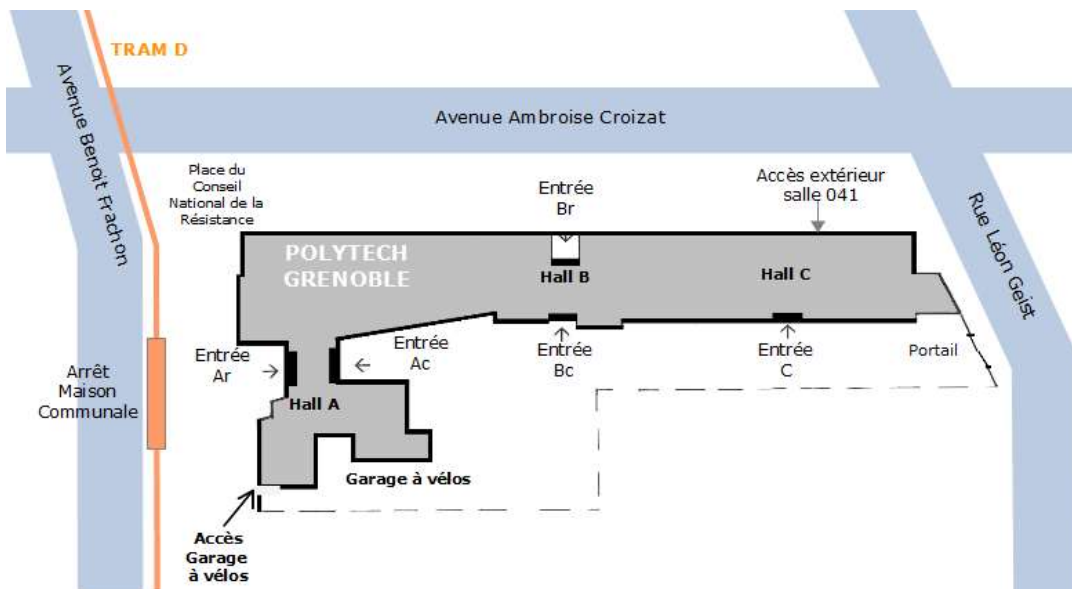 TRAM D
Avenue Benoit Frachon
Avenue Ambroise Croizat
Place du
Conseil
National de la
Résistance
Entrée
Br
Accès extérieur
salle 041
Rue Léon Geist
POLYTECH
GRENOBLE
Hall B
Hall C
Entrée
Ar
Entrée
Ac
Entrée
Bc
Entrée
C
Portail
Arrêt
Maison
Communale
Hall A
Garage à vélos
Accès
Garage
à vélos